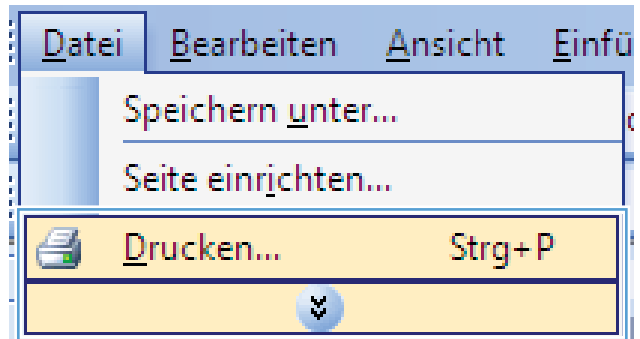 Datei Bearbeiten Ansicht Einfü
Speichern unter...
Seite einrichten...
Drucken... Strg+P